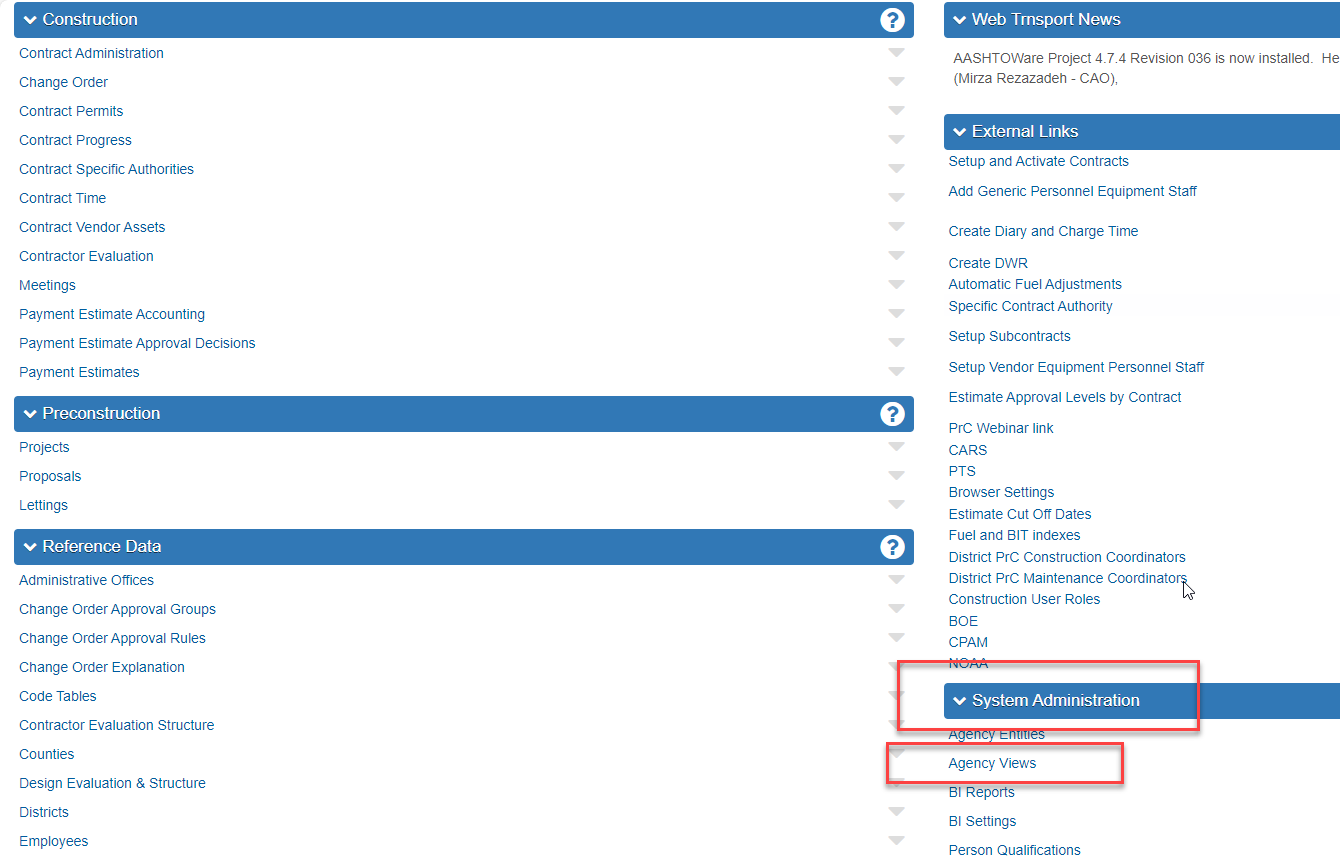 Construction
?
Contract Administration
Change Order
Contract Permits
Contract Progress
Contract Specific Authorities
Contract Time
Contract Vendor Assets
Contractor Evaluation
Meetings
Payment Estimate Accounting
Payment Estimate Approval Decisions
Payment Estimates
Preconstruction
?
Projects
Proposals
Lettings
Reference Data
?
Administrative Offices
Change Order Approval Groups
Change Order Approval Rules
Change Order Explanation
Code Tables
Contractor Evaluation Structure
Counties
Design Evaluation & Structure
Districts
Employees
Web Trnsport News
AASHTOWare Project 4.7.4 Revision 036 is now installed. He
(Mirza Rezazadeh - CAO),
External Links
Setup and Activate Contracts
Add Generic Personnel Equipment Staff
Create Diary and Charge Time
Create DWR
Automatic Fuel Adjustments
Specific Contract Authority
Setup Subcontracts
Setup Vendor Equipment Personnel Staff
Estimate Approval Levels by Contract
PrC Webinar link
CARS
PTS
Browser Settings
Estimate Cut Off Dates
Fuel and BIT indexes
District PrC Construction Coordinators
District PrC Maintenance Coordinators
Construction User Roles
BOE
CPAM
NOAA
System Administration
Agency Entities
Agency Views
BI Reports
BI Settings
Person Qualifications